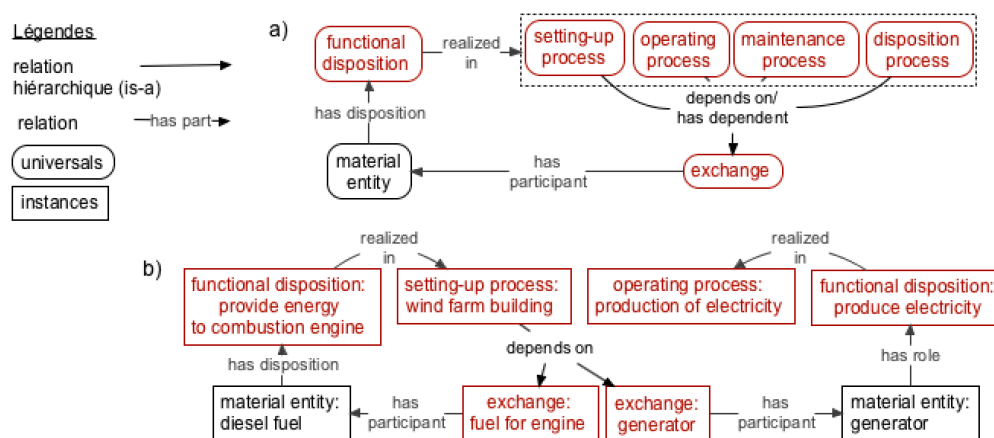 Légendes
relation
hiérarchique (is-a)
relation
has part
universals
instances
a)
functional
disposition
realized
in
setting-up
process
operating
process
maintenance
process
disposition
process
has disposition
depends on/
has dependent
material
entity
has
participant
exchange
b)
realized
in
realized
in
functional disposition:
provide energy
to combustion engine
setting-up process:
wind farm building
operating process:
production of electricity
functional disposition:
produce electricity
has disposition
depends on
has role
material entity:
diesel fuel
has
participant
exchange:
fuel for engine
exchange:
generator
has
participant
material entity:
generator